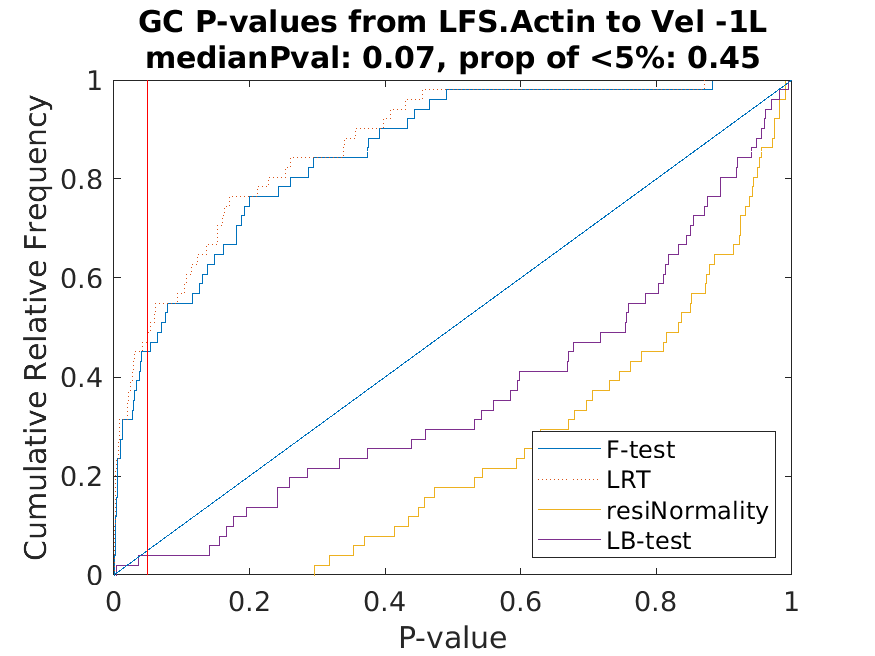 GC P-values from LFS.Actin to Vel -1L
medianPval: 0.07, prop of <5%: 0.45
Cumulative Relative Frequency
1
0.8
0.6
0.4
0.2
0
F-test
LRT
resiNormality
LB-test
0 0.2 0.4 0.6 0.8 1
P-value